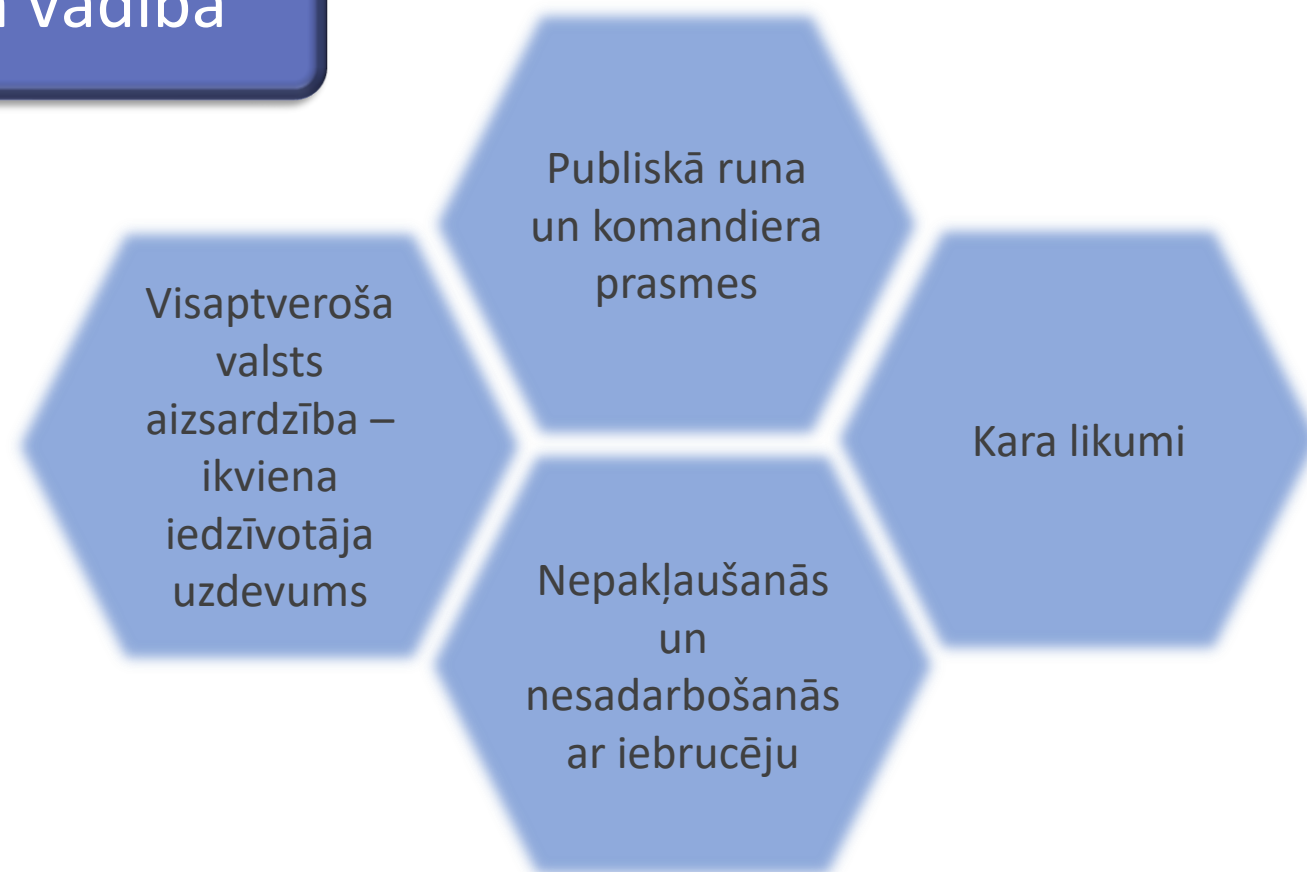 vadība
Publiskā runa
un komandiera
prasmes
Visaptveroša
valsts
aizsardzība –
ikviena
iedzīvotāja
uzdevums
Kara likumi
Nepakļaušanās
un
nesadarbošanās
ar iebrucēju